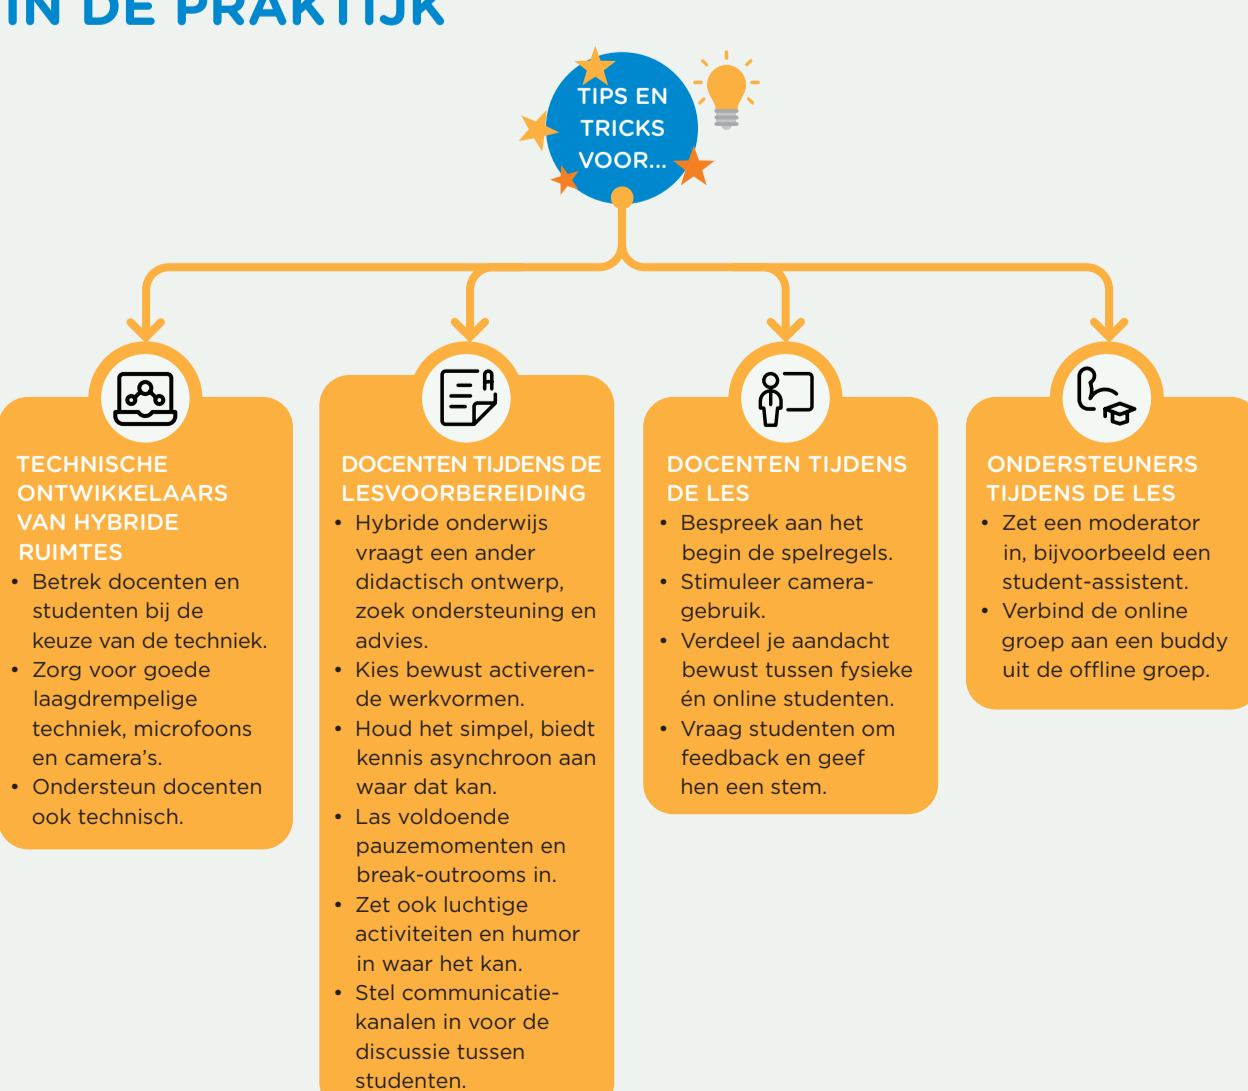 IN DE PRAKTIJK
TIPS EN
TRICKS
VOOR...
TECHNISCHE
ONTWIKKELAARS
VAN HYBRIDE
RUIMTES
• Betrek docenten en
studenten bij de
keuze van de techniek.
• Zorg voor goede
laagdrempelige
techniek, microfoons
en camera’s.
• Ondersteun docenten
ook technisch.
DOCENTEN TIJDENS DE
LESVOORBEREIDING
• Hybride onderwijs
vraagt een ander
didactisch ontwerp,
zoek ondersteuning en
advies.
• Kies bewust activeren-
de werkvormen.
• Houd het simpel, biedt
kennis asynchroon aan
waar dat kan.
• Las voldoende
pauzemomenten en
break-outrooms in.
• Zet ook luchtige
activiteiten en humor
in waar het kan.
• Stel communicatie-
kanalen in voor de
discussie tussen
studenten.
DOCENTEN TIJDENS
DE LES
• Bespreek aan het
begin de spelregels.
• Stimuleer camera-
gebruik.
• Verdeel je aandacht
bewust tussen fysieke
én online studenten.
• Vraag studenten om
feedback en geef
hen een stem.
ONDERSTEUNERS
TIJDENS DE LES
• Zet een moderator
in, bijvoorbeeld een
student-assistent.
• Verbind de online
groep aan een buddy
uit de offline groep.